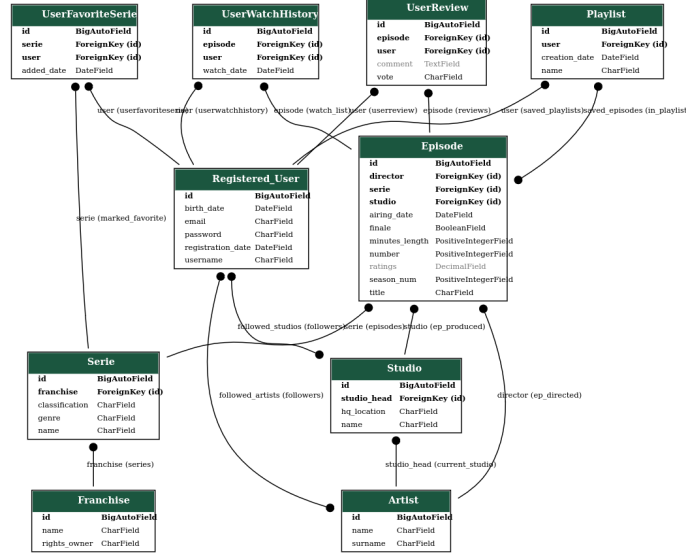 UserFavoriteSerie
id BigAutoField
serie ForeignKey (id)
user ForeignKey (id)
added_date DateField
UserWatchHistory
id BigAutoField
episode ForeignKey (id)
user ForeignKey (id)
watch_date DateField
UserReview
id BigAutoField
episode ForeignKey (id)
user ForeignKey (id)
comment TextField
vote CharField
Playlist
id BigAutoField
user ForeignKey (id)
creation_date DateField
name CharField
user (userfavoriteserie)
user (userwatchhistory)
episode (watch_list)
user (userreview)
episode (reviews)
user (saved_playlists)
saved_episodes (in_playlist
Registered_User
id BigAutoField
birth_date DateField
email CharField
password CharField
registration_date DateField
username CharField
Episode
id BigAutoField
director ForeignKey (id)
serie ForeignKey (id)
studio ForeignKey (id)
airing_date DateField
finale BooleanField
minutes_length PositiveIntegerField
number PositiveIntegerField
ratings DecimalField
season_num PositiveIntegerField
title CharField
serie (marked_favorite)
followed_studios (followers)
serie (episodes)
studio (ep_produced)
Serie
id BigAutoField
franchise ForeignKey (id)
classification CharField
genre CharField
name CharField
Studio
id BigAutoField
studio_head ForeignKey (id)
hq_location CharField
name CharField
followed_artists (followers)
director (ep_directed)
franchise (series)
studio_head (current_studio)
Franchise
id BigAutoField
name CharField
rights_owner CharField
Artist
id BigAutoField
name CharField
surname CharField